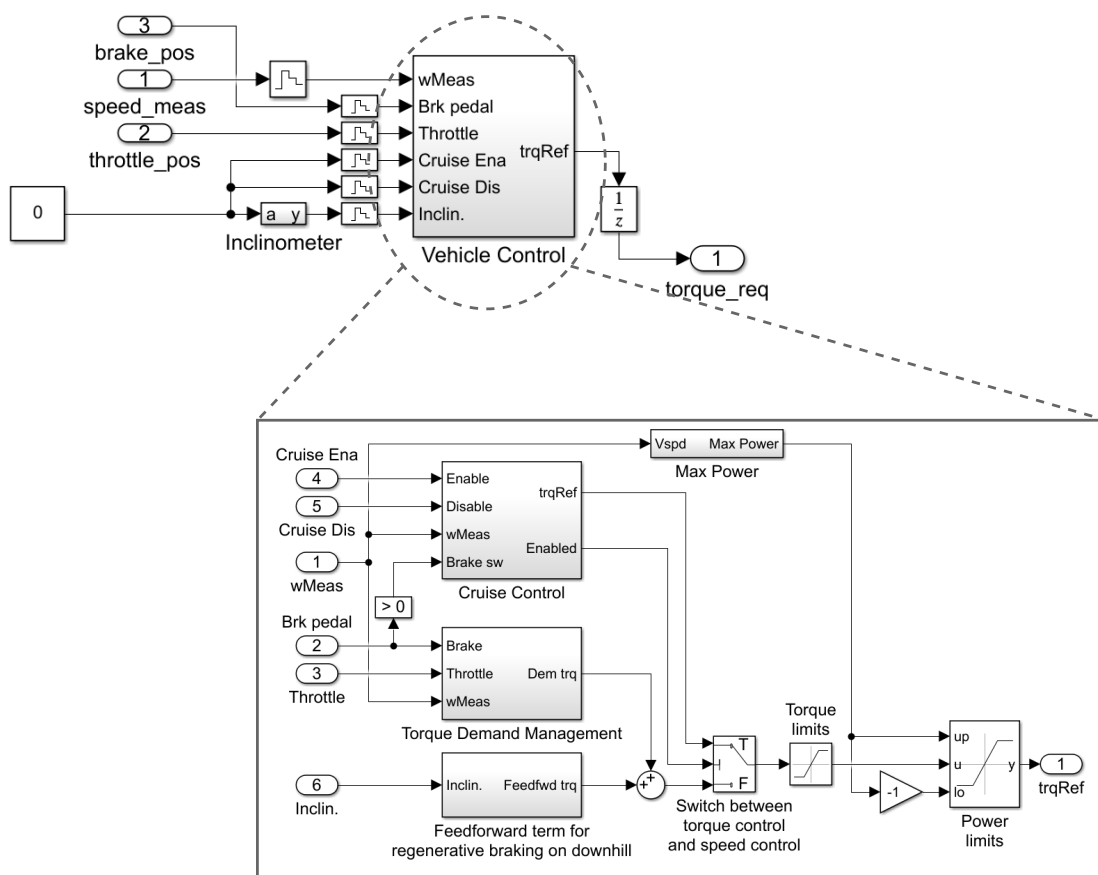 3
brake_pos
1
speed_meas
2
throttle_pos
0
a y
Inclinometer
wMeas
Brk pedal
Throttle
Cruise Ena
Cruise Dis
Inclin.
trqRef
Vehicle Control
1
z
1
torque_req
Vspd Max Power
Max Power
Cruise Ena
4
5
Cruise Dis
1
wMeas
Enable
Disable
wMeas
Brake sw
trqRef
Enabled
Cruise Control
> 0
Brk pedal
2
3
Throttle
Brake
Throttle
wMeas
Dem trq
Torque Demand Management
6
Inclin.
Inclin. Feedfwd trq
Feedforward term for
regenerative braking on downhill
+
+
T
F
Switch between
torque control
and speed control
Torque
limits
-1
up
u
lo
y
Power
limits
1
trqRef